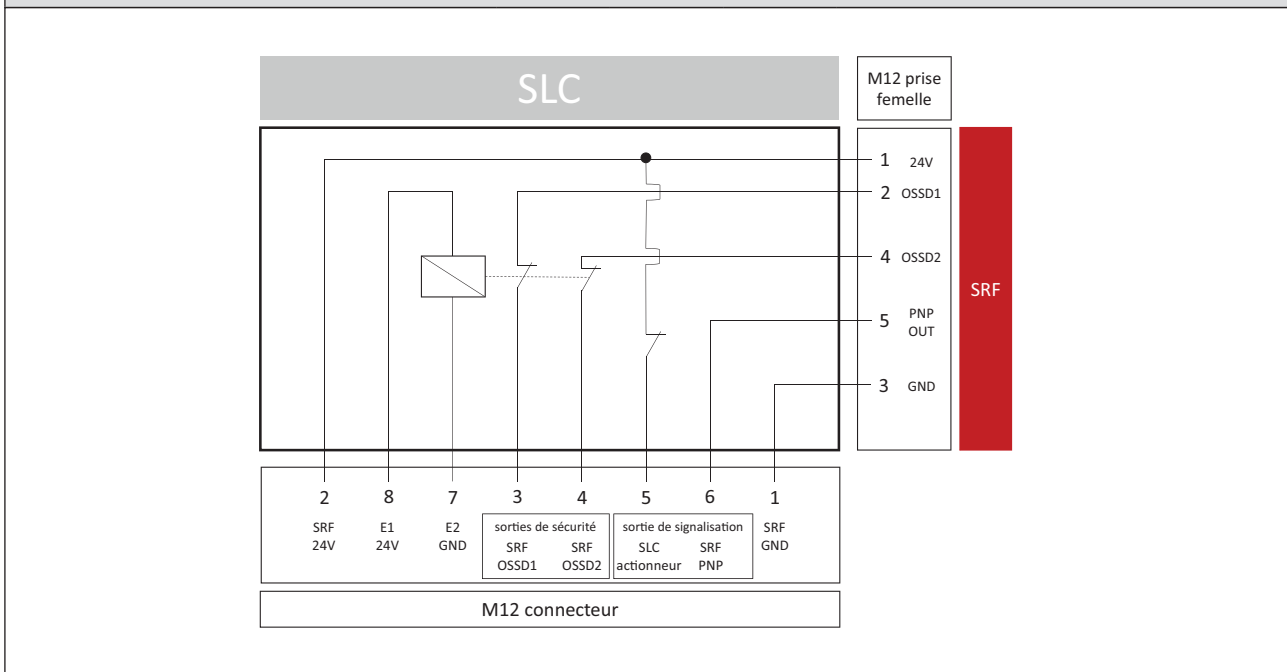 SLC
M12 prise
femelle
1 24V
2 OSSD1
4 OSSD2
5 PNP
OUT
3 GND
SRF
2 8 7 3 4 5 6 1
SRF
24V
E1
24V
E2
GND
sorties de sécurité
SRF
OSSD1
SRF
OSSD2
sortie de signalisation
SLC
actionneur
SRF
PNP
SRF
GND
M12 connecteur